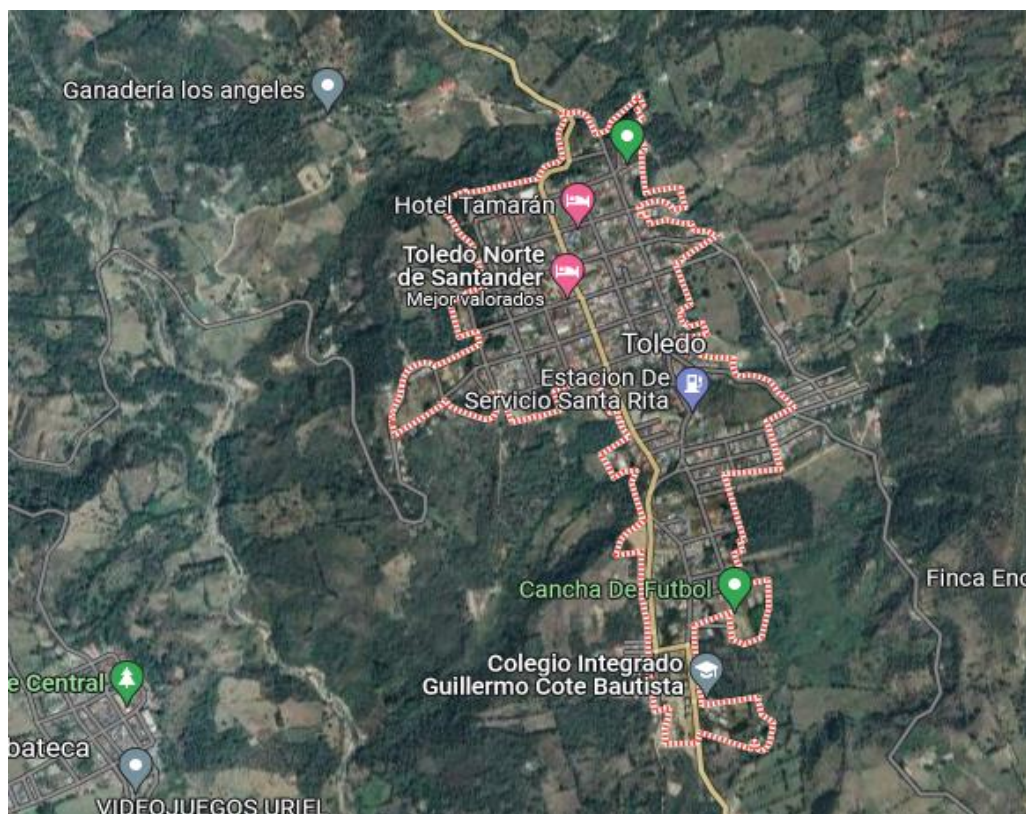 Ganadería los angeles
Hotel Tamarán
Toledo Norte
de Santander
Mejor valorados
Toledo
Estacion De
Servicio Santa Rita
Cancha De Futbol
Finca End
Colegio Integrado
Guillermo Cote Bautista
e Central
bateca
VIDEOJUEGOS URIEL